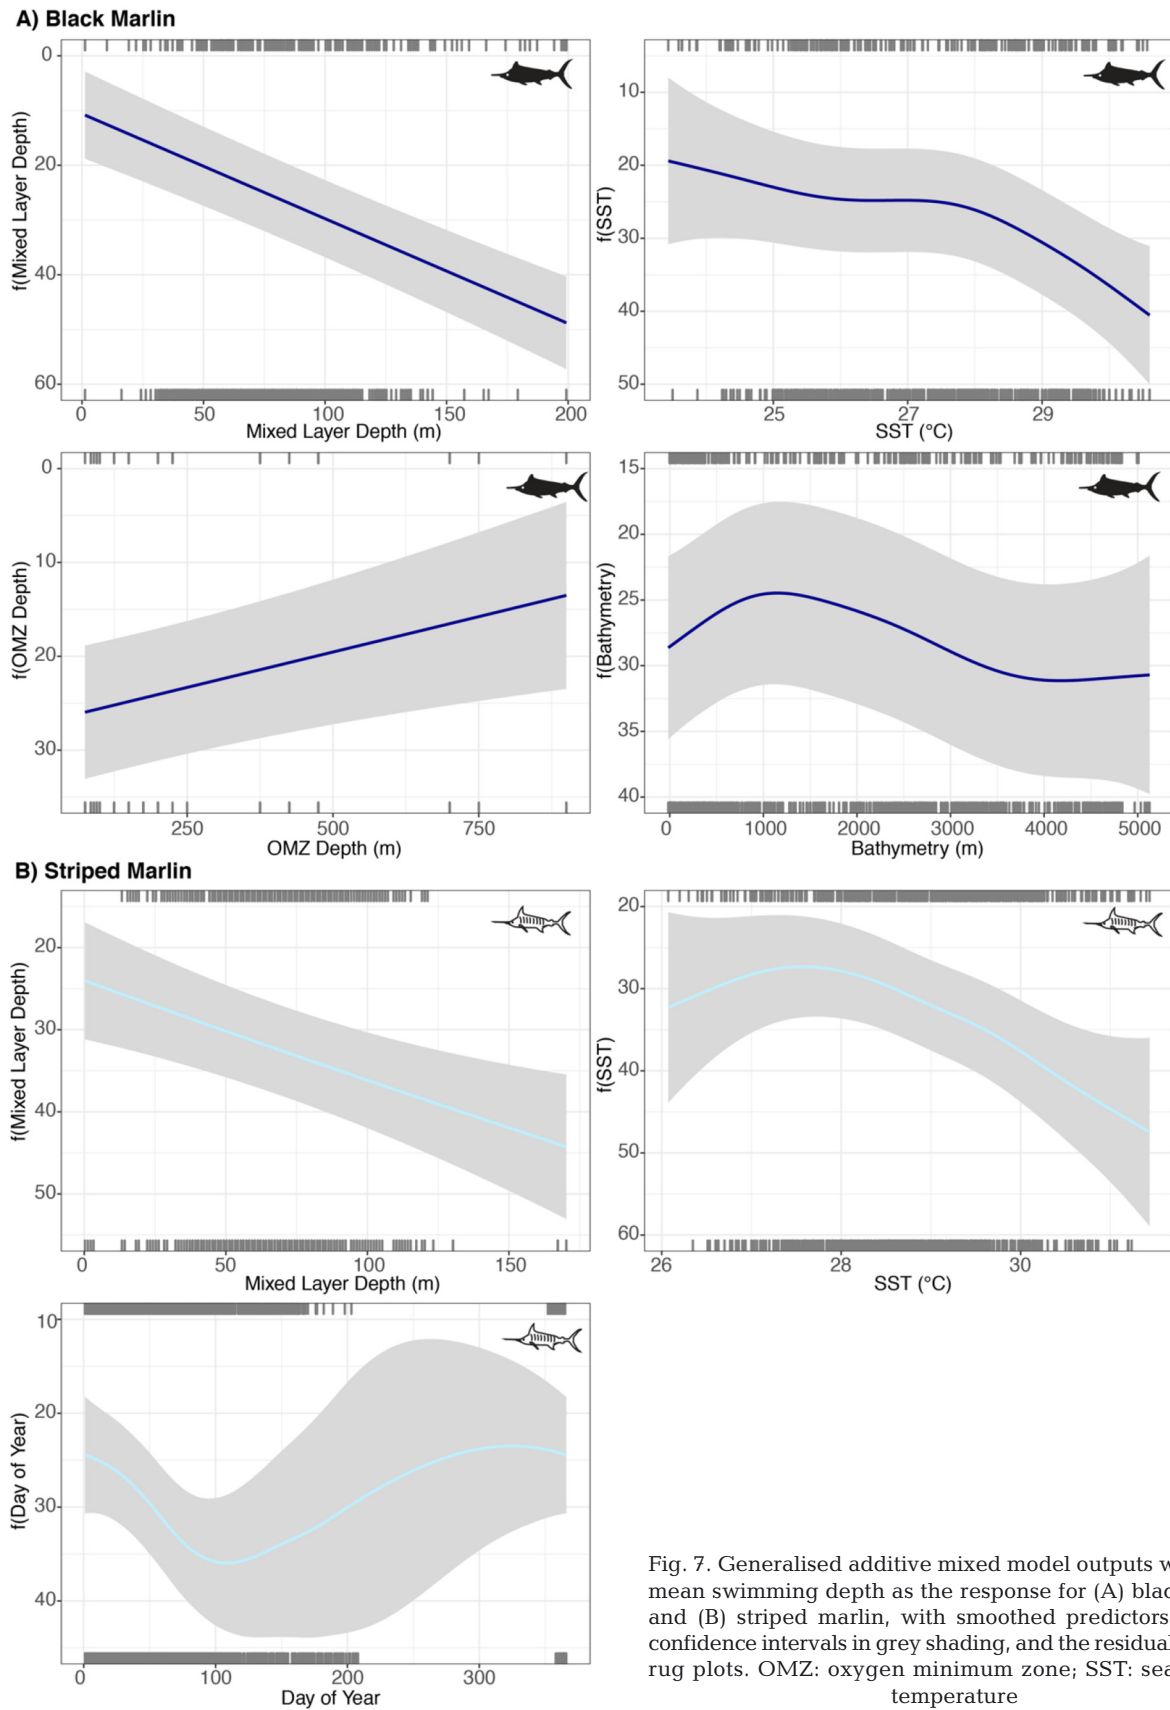 A) Black Marlin
f(Mixed Layer Depth)
0
20
40
60
0 50 100 150 200
Mixed Layer Depth (m)
f(SST)
10
20
30
40
50
25 27 29
SST (°C)
f(OMZ Depth)
0
10
20
30
250 500 750
OMZ Depth (m)
f(Bathymetry)
15
20
25
30
35
40
0 1000 2000 3000 4000 5000
Bathymetry (m)
B) Striped Marlin
f(Mixed Layer Depth)
20
30
40
50
0 50 100 150
Mixed Layer Depth (m)
f(SST)
20
30
40
50
60
26 28 30
SST (°C)
f(Day of Year)
10
20
30
40
0 100 200 300
Day of Year
Fig. 7. Generalised additive mixed model outputs w
mean swimming depth as the response for (A) blac
and (B) striped marlin, with smoothed predictors
confidence intervals in grey shading, and the residual
rug plots. OMZ: oxygen minimum zone; SST: sea
temperature